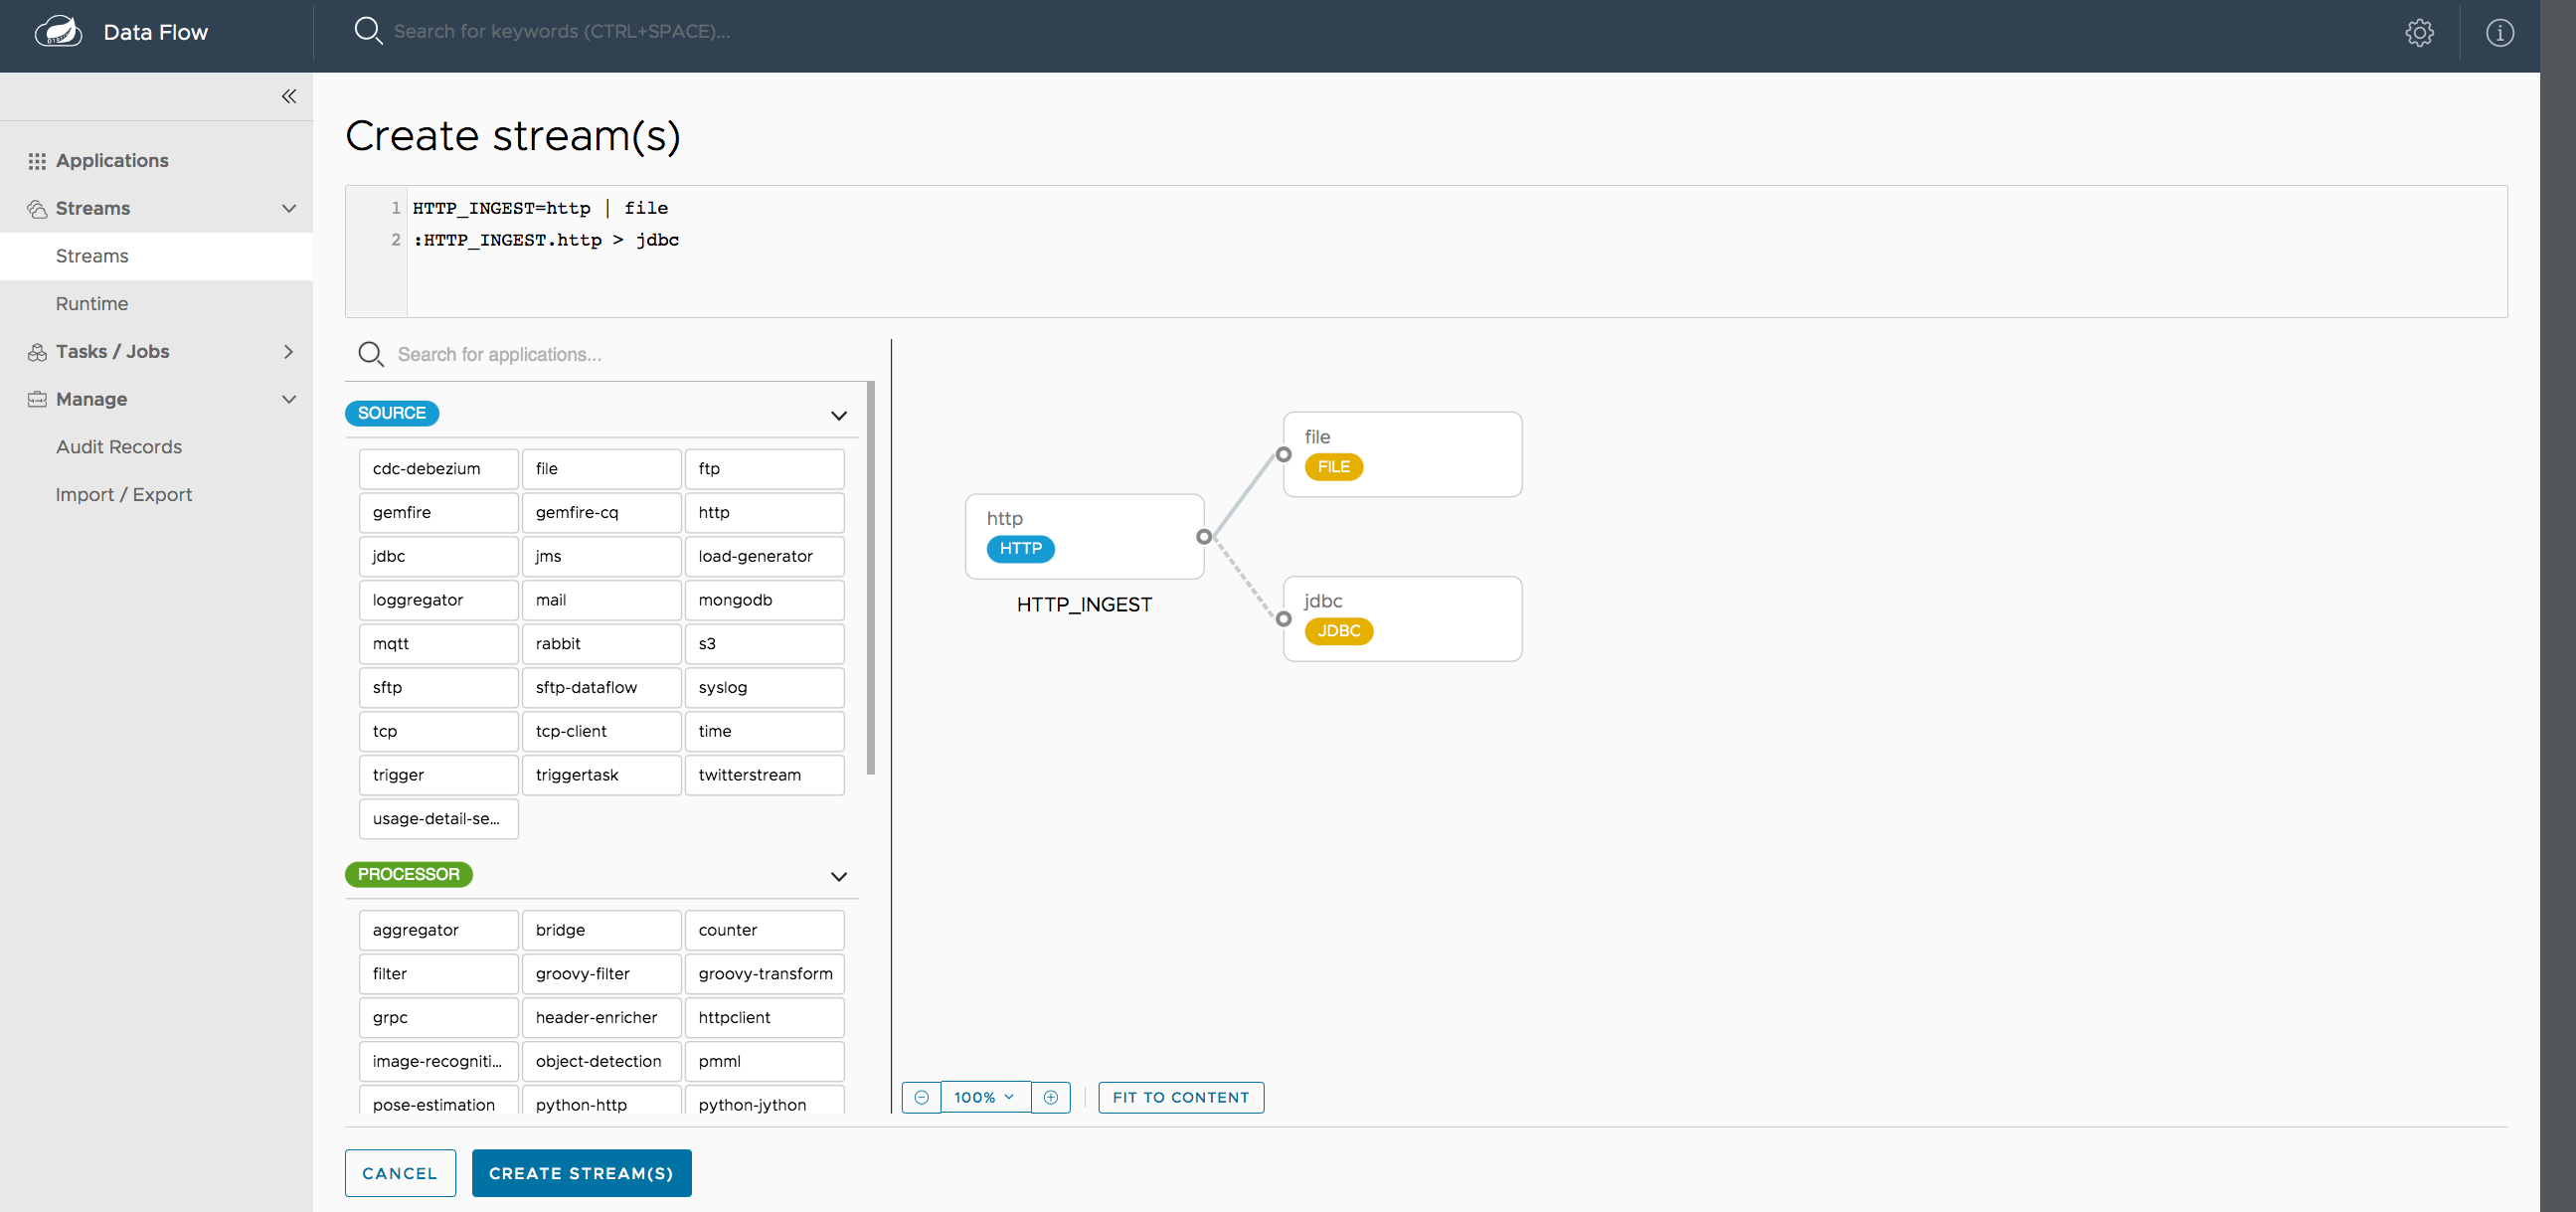 Data Flow
Search for keywords (CTRL+SPACE)...
Applications
Streams
Streams
Runtime
Tasks / Jobs
Manage
Audit Records
Import / Export
Create stream(s)
1 HTTP_INGEST=http | file
2 :HTTP_INGEST.http > jdbc
Search for applications...
SOURCE
cdc-debezium file ftp
gemfire gemfire-cq http
jdbc jms load-generator
loggregator mail mongodb
mqtt rabbit s3
sftp sftp-dataflow syslog
tcp tcp-client time
trigger triggertask twitterstream
usage-detail-se...
PROCESSOR
aggregator bridge counter
filter groovy-filter groovy-transform
grpc header-enricher httpclient
image-recogniti... object-detection pmml
pose-estimation python-http python-jython
file
FILE
http
HTTP
HTTP_INGEST
jdbc
JDBC
100%
FIT TO CONTENT
CANCEL
CREATE STREAM(S)